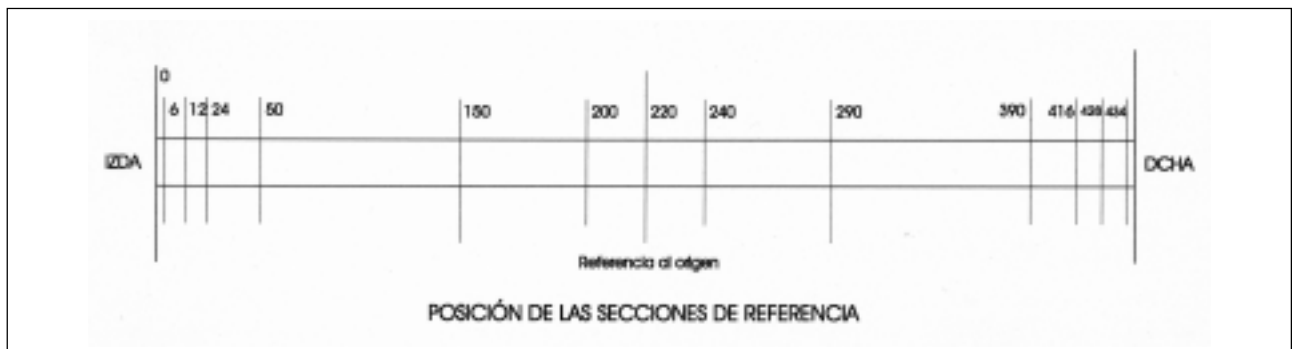 0
6 12 24 50 150 200 220 240 290 390 416 428 434
IZDA DCHA
Referencia al origen
POSICIÓN DE LAS SECCIONES DE REFERENCIA